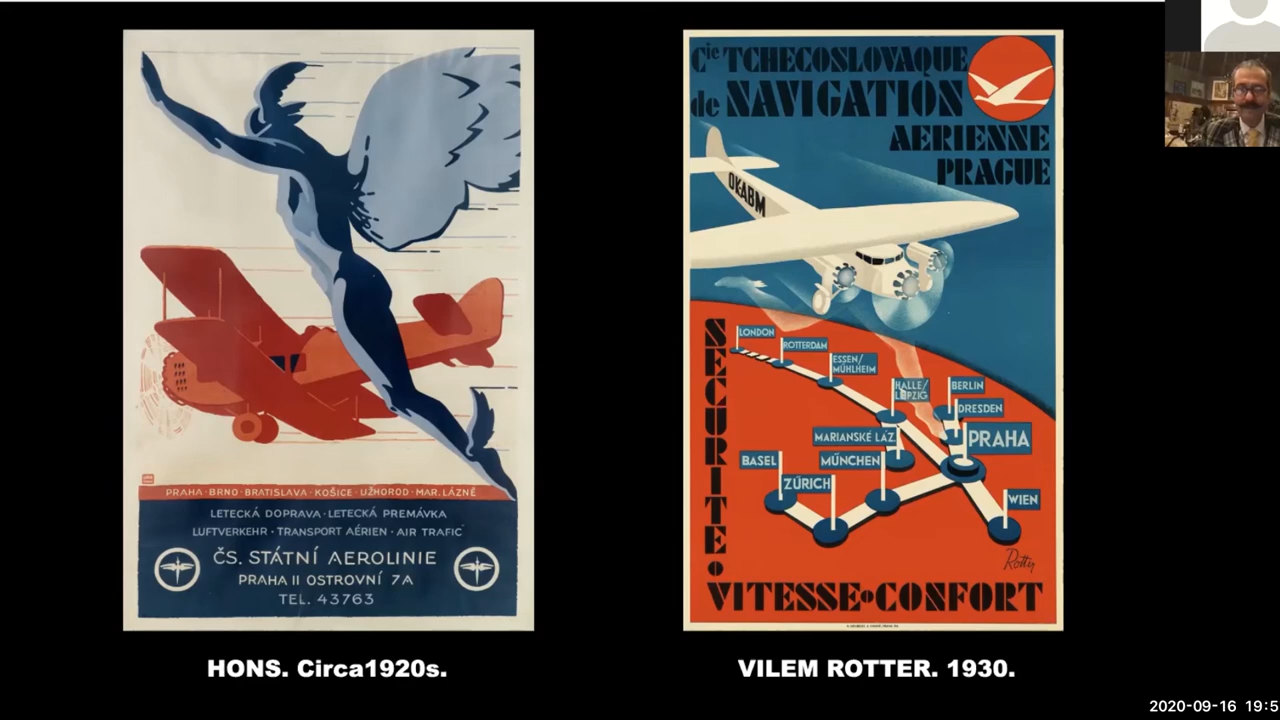 PRAHA · BRNO · BRATISLAVA · KOŠICE · UŽHOROD · MAR. LÁZNĚ
LETECKÁ DOPRAVA · LETECKÁ PREMÁVKA
LUFTVERKEHR · TRANSPORT AÉRIEN · AIR TRAFIC
ČS. STÁTNÍ AEROLINIE
PRAHA II OSTROVNÍ 7A
TEL. 43763
HONS. Circa1920s.
Cie TCHECOSLOVAQUE
de NAVIGATION
AERIENNE
PRAGUE
OK-ABM
LONDON
ROTTERDAM
ESSEN/
MÜHLHEIM
HALLE/
LEIPZIG
BERLIN
DRESDEN
PRAHA
MARIANSKÉ LÁZ.
BASEL
MÜNCHEN
ZÜRICH
WIEN
SECURITE
VITESSE CONFORT
Rotter
VILEM ROTTER. 1930.
2020-09-16 19:5